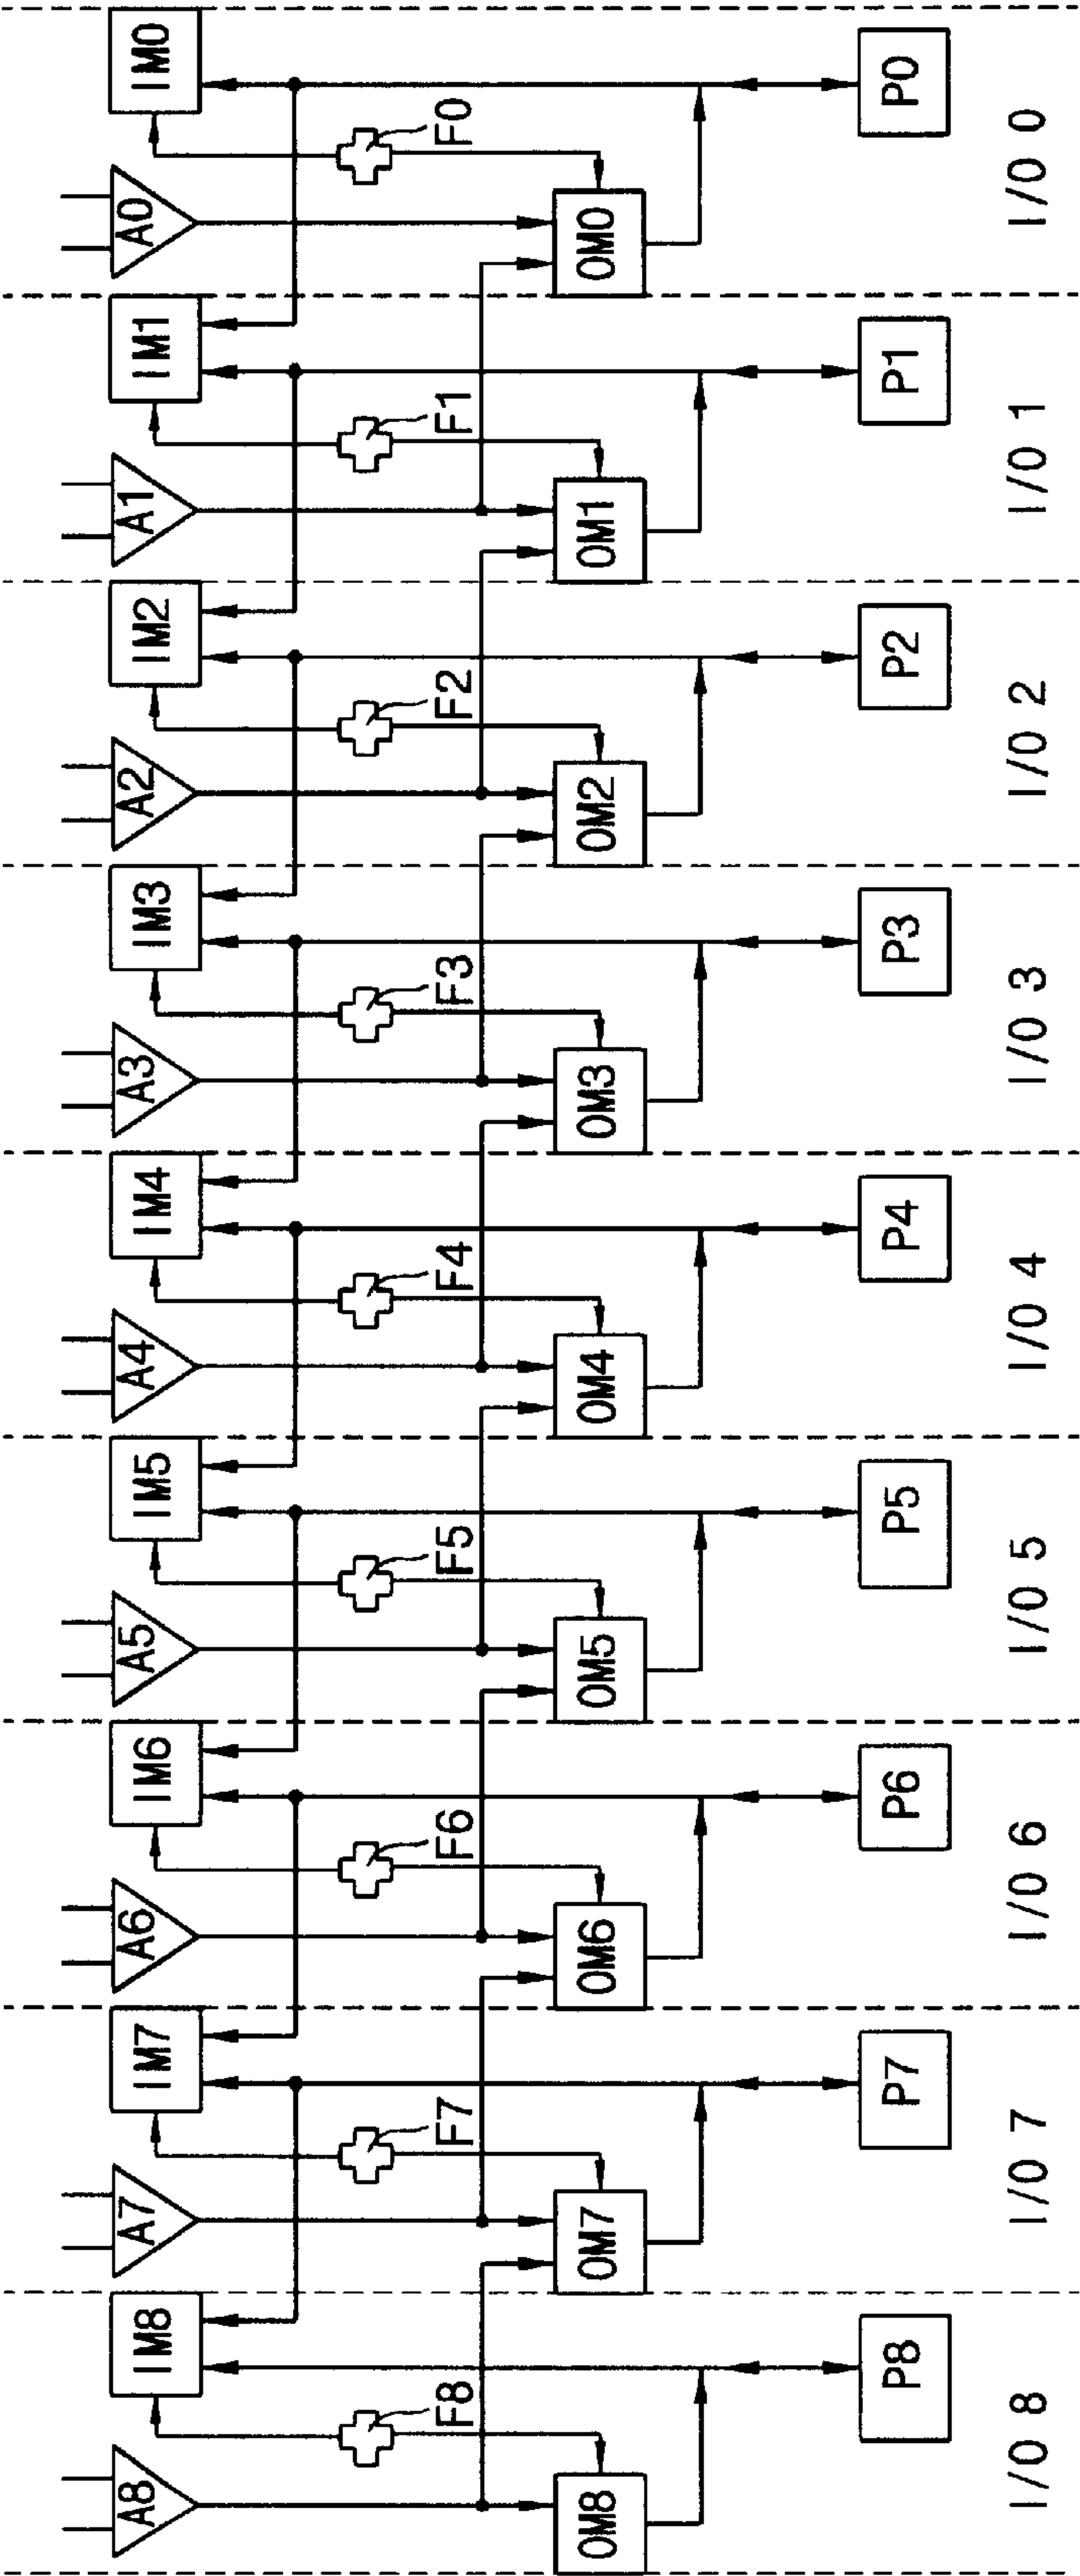 IM0
A0
F0
OM0
P0
I/O 0
IM1
A1
F1
OM1
P1
I/O 1
IM2
A2
F2
OM2
P2
I/O 2
IM3
A3
F3
OM3
P3
I/O 3
IM4
A4
F4
OM4
P4
I/O 4
IM5
A5
F5
OM5
P5
I/O 5
IM6
A6
F6
OM6
P6
I/O 6
IM7
A7
F7
OM7
P7
I/O 7
IM8
A8
F8
OM8
P8
I/O 8